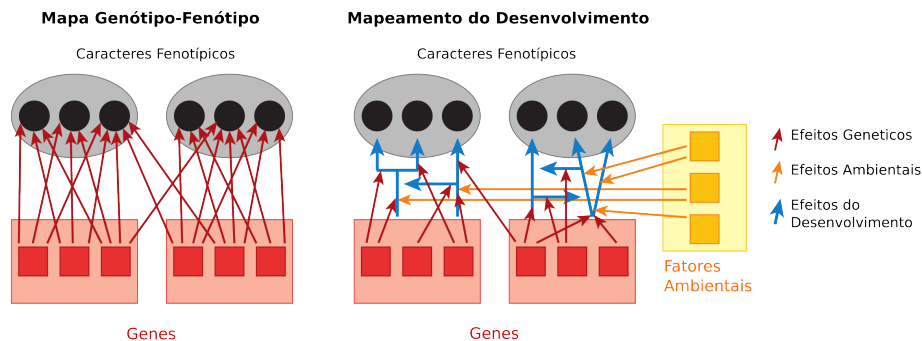 Mapa Genótipo-Fenótipo
Caracteres Fenotípicos
Genes
Mapeamento do Desenvolvimento
Caracteres Fenotípicos
Genes
Fatores
Ambientais
Efeitos Geneticos
Efeitos Ambientais
Efeitos do
Desenvolvimento